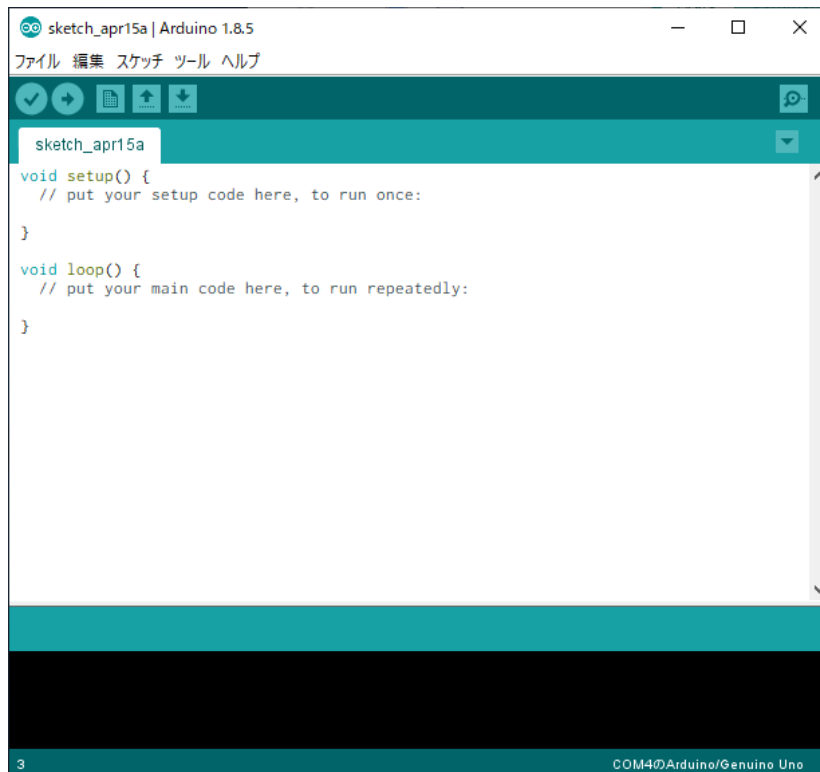 sketch_apr15a | Arduino 1.8.5
ファイル 編集 スケッチ ツール ヘルプ
sketch_apr15a
void setup() {
  // put your setup code here, to run once:
}
void loop() {
  // put your main code here, to run repeatedly:
}
3 COM4のArduino/Genuino Uno